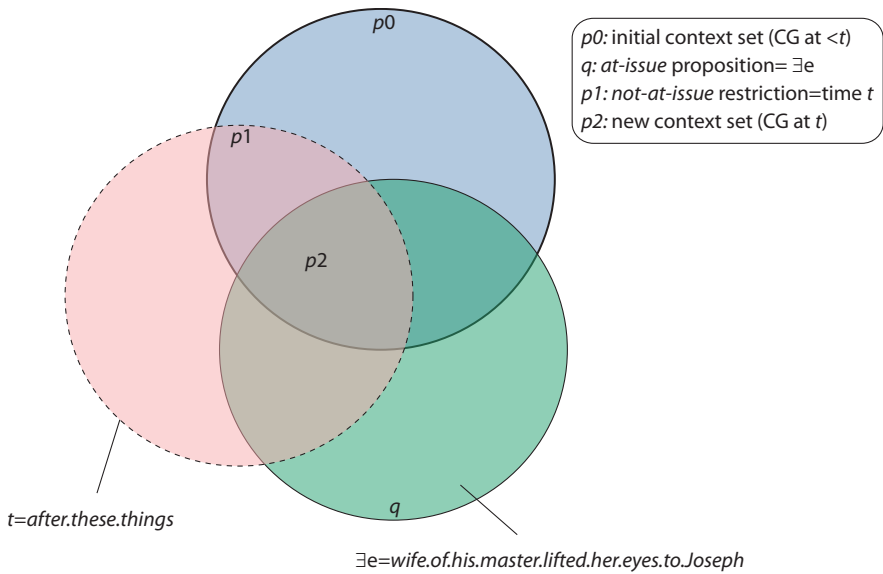 p0
p0: initial context set (CG at <t)
q: at-issue proposition= ∃e
p1: not-at-issue restriction=time t
p2: new context set (CG at t)
p1
p2
q
t=after.these.things
∃e=wife.of.his.master.lifted.her.eyes.to.Joseph